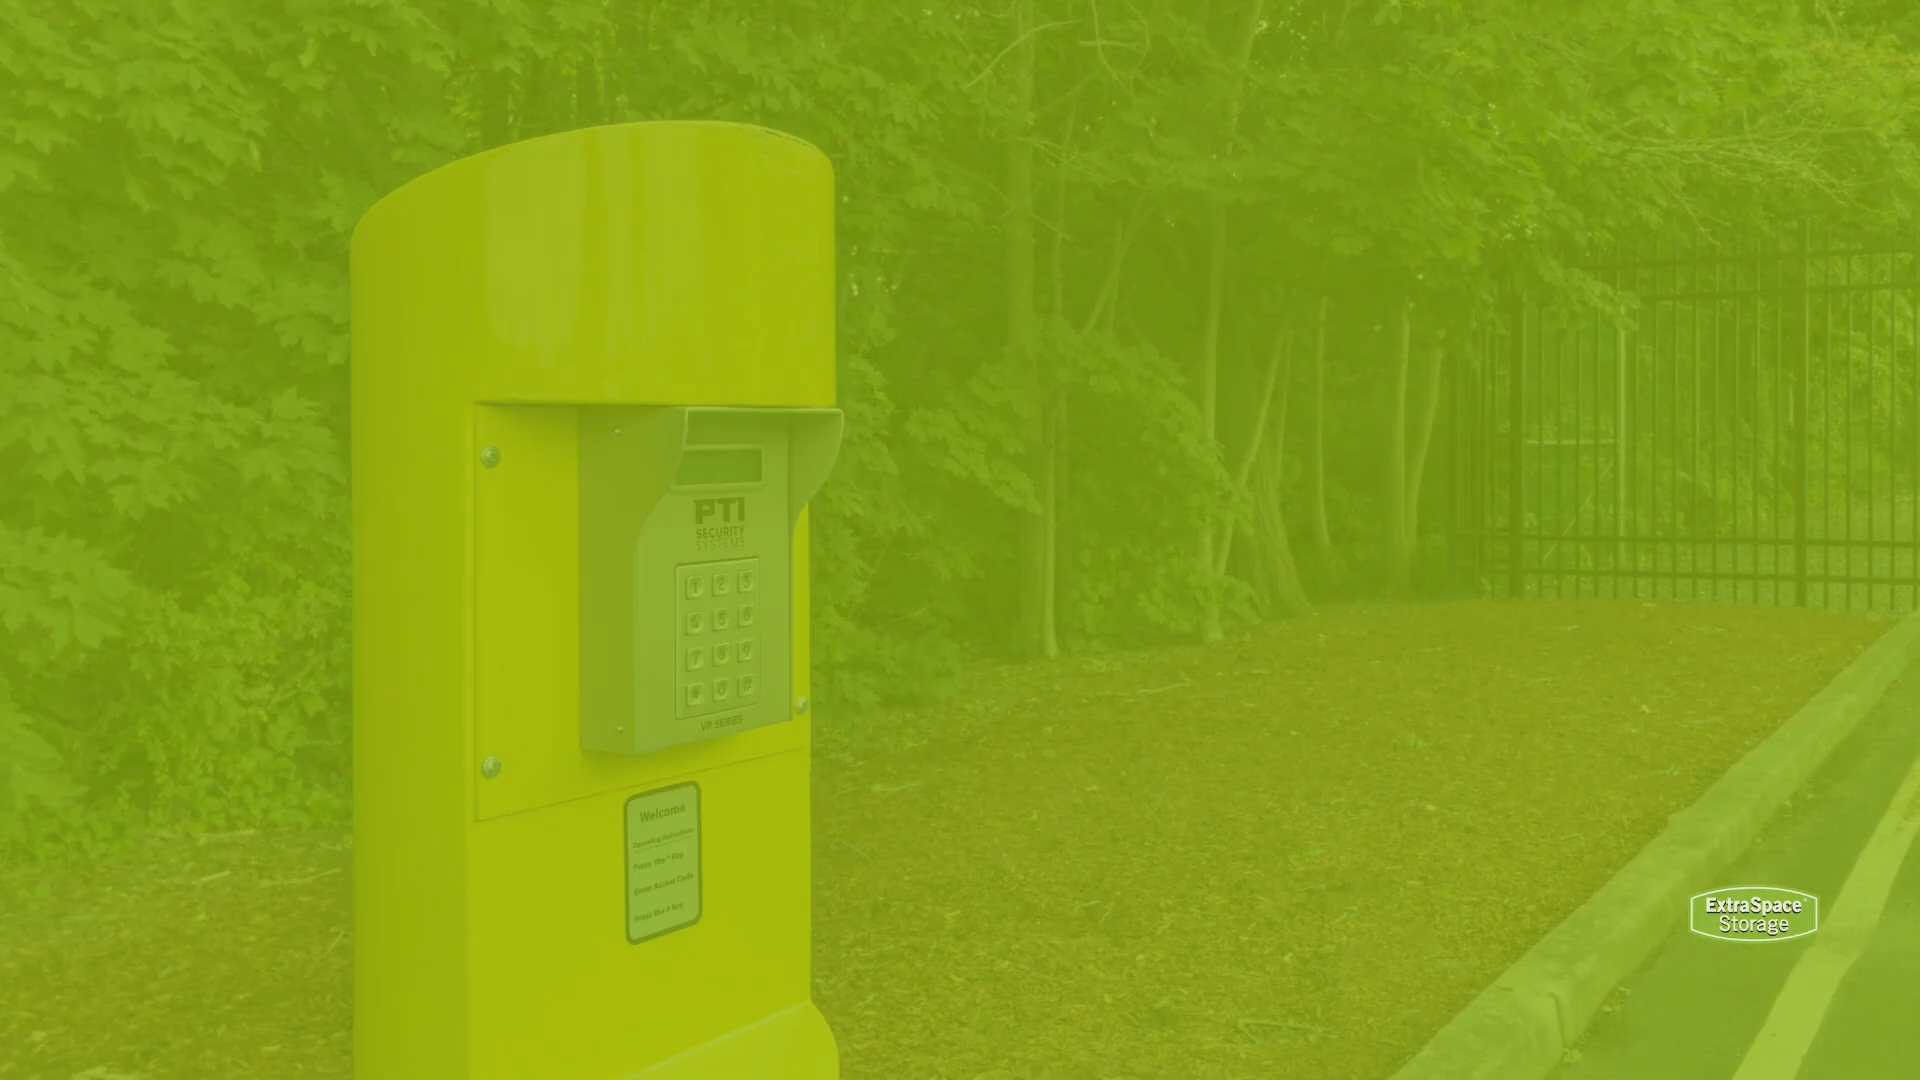 PTI
SECURITY
SYSTEMS
1 2 3
4 5 6
7 8 9
* 0 #
VP SERIES
Welcome
Operating Instructions
Press the * Key
Enter Access Code
Press the # Key
ExtraSpace
Storage